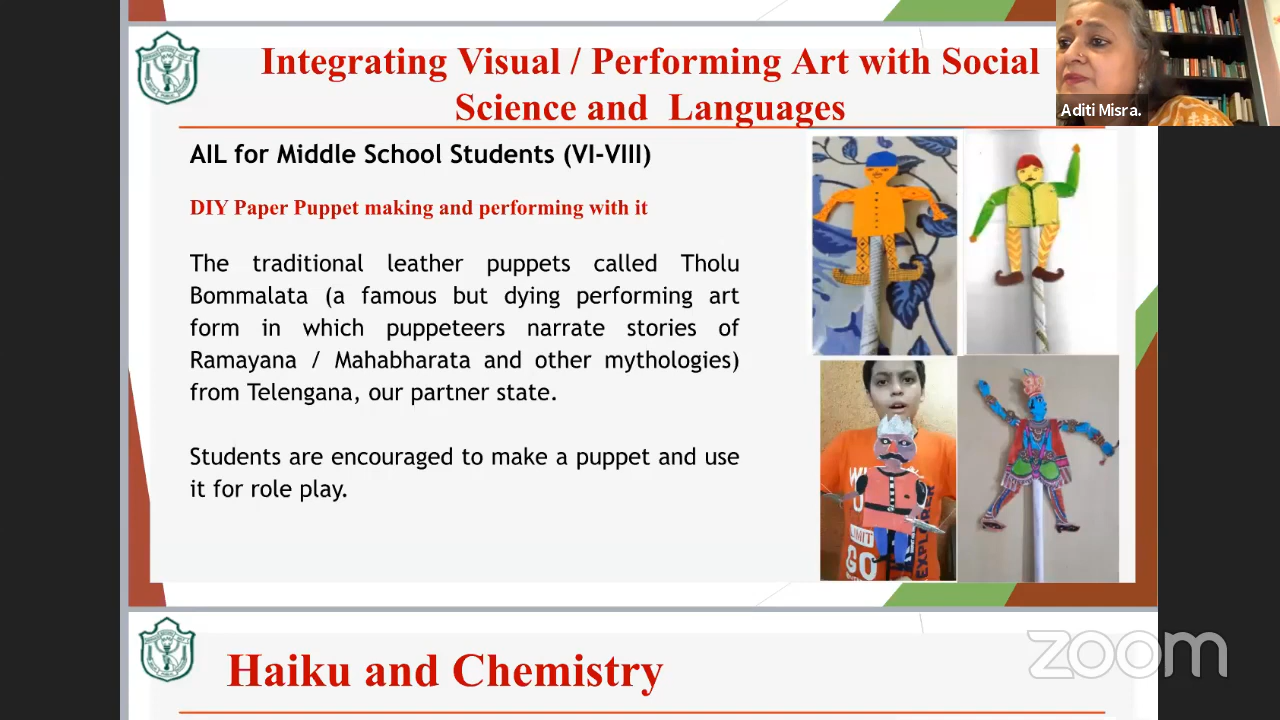 Integrating Visual / Performing Art with Social
Science and Languages
Aditi Misra.
AIL for Middle School Students (VI-VIII)
DIY Paper Puppet making and performing with it
The traditional leather puppets called Tholu
Bommalata (a famous but dying performing art
form in which puppeteers narrate stories of
Ramayana / Mahabharata and other mythologies)
from Telengana, our partner state.
Students are encouraged to make a puppet and use
it for role play.
LIMIT
GO
EXPLORER
Haiku and Chemistry
zoom